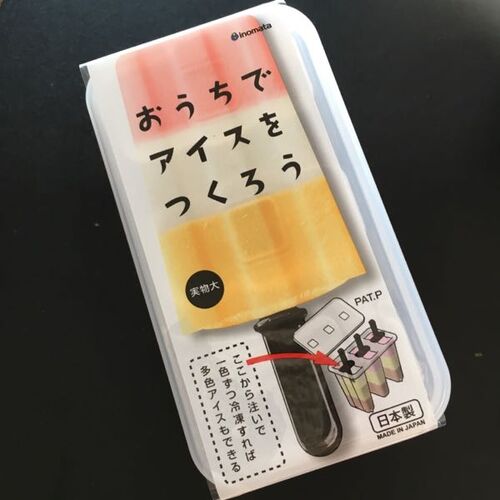 inomata
おうちで
アイスを
つくろう
実物大
PAT.P
ここから注いで
一色ずつ冷凍すれば
多色アイスもできる
日本製
MADE IN JAPAN